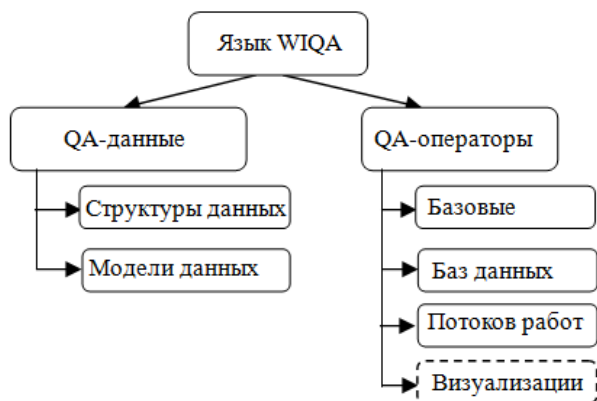 Язык WIQA
QA-данные
Структуры данных
Модели данных
QA-операторы
Базовые
Баз данных
Потоков работ
Визуализации